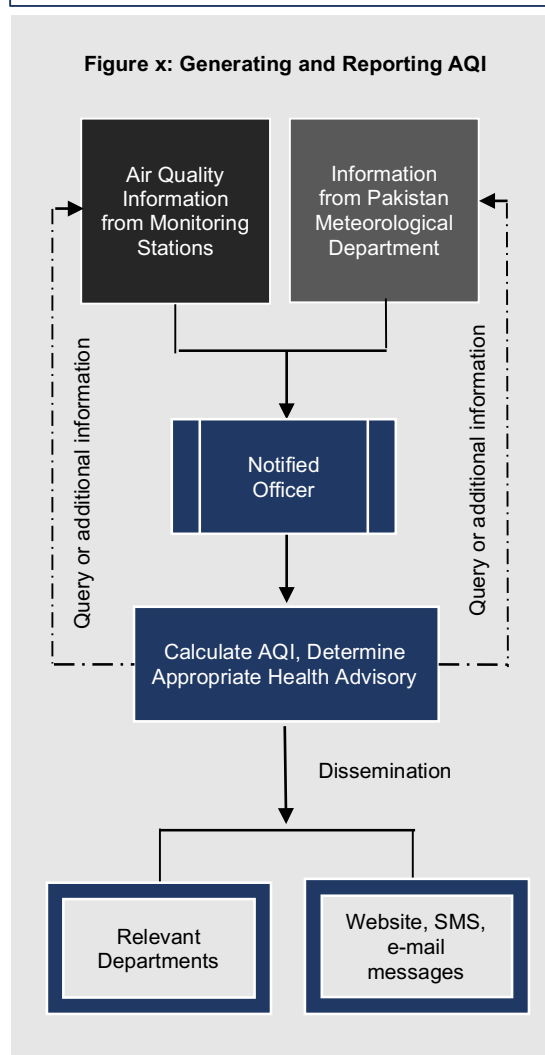 Figure x: Generating and Reporting AQI
Air Quality
Information
from Monitoring
Stations
Information
from Pakistan
Meteorological
Department
Query or additional information
Query or additional information
Notified
Officer
Calculate AQI, Determine
Appropriate Health Advisory
Dissemination
Relevant
Departments
Website, SMS,
e-mail
messages